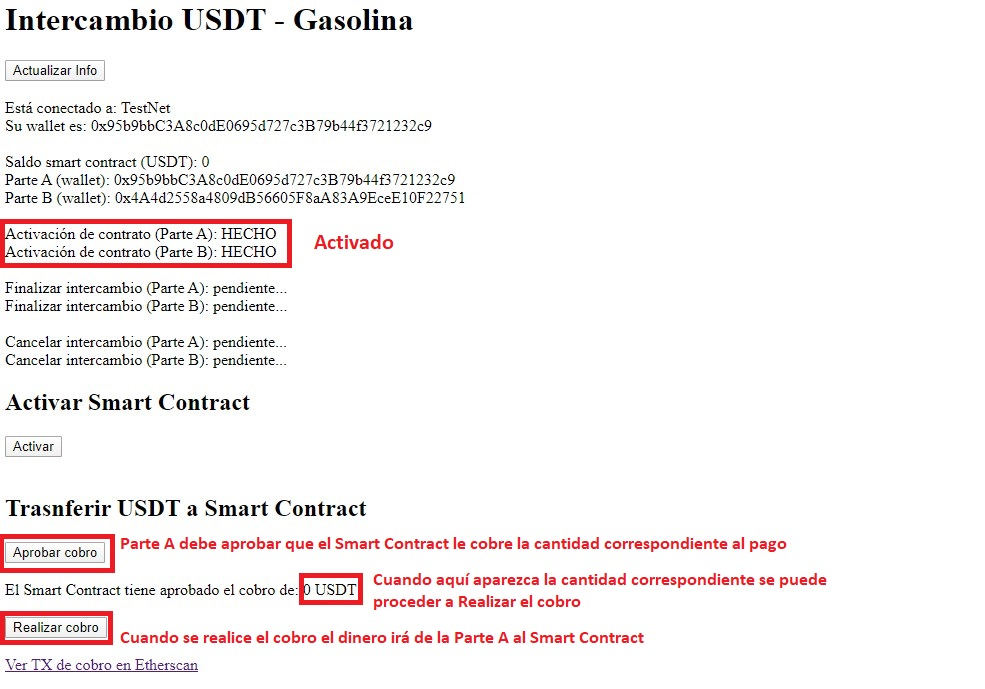 Intercambio USDT - Gasolina
Actualizar Info
Está conectado a: TestNet
Su wallet es: 0x95b9bbC3A8c0dE0695d727c3B79b44f3721232c9
Saldo smart contract (USDT): 0
Parte A (wallet): 0x95b9bbC3A8c0dE0695d727c3B79b44f3721232c9
Parte B (wallet): 0x4A4d2558a4809dB56605F8aA83A9EceE10F22751
Activación de contrato (Parte A): HECHO
Activación de contrato (Parte B): HECHO
Activado
Finalizar intercambio (Parte A): pendiente...
Finalizar intercambio (Parte B): pendiente...
Cancelar intercambio (Parte A): pendiente...
Cancelar intercambio (Parte B): pendiente...
Activar Smart Contract
Activar
Trasnferir USDT a Smart Contract
Aprobar cobro
Parte A debe aprobar que el Smart Contract le cobre la cantidad correspondiente al pago
El Smart Contract tiene aprobado el cobro de: 0 USDT
Cuando aquí aparezca la cantidad correspondiente se puede
proceder a Realizar el cobro
Realizar cobro
Cuando se realice el cobro el dinero irá de la Parte A al Smart Contract
Ver TX de cobro en Etherscan